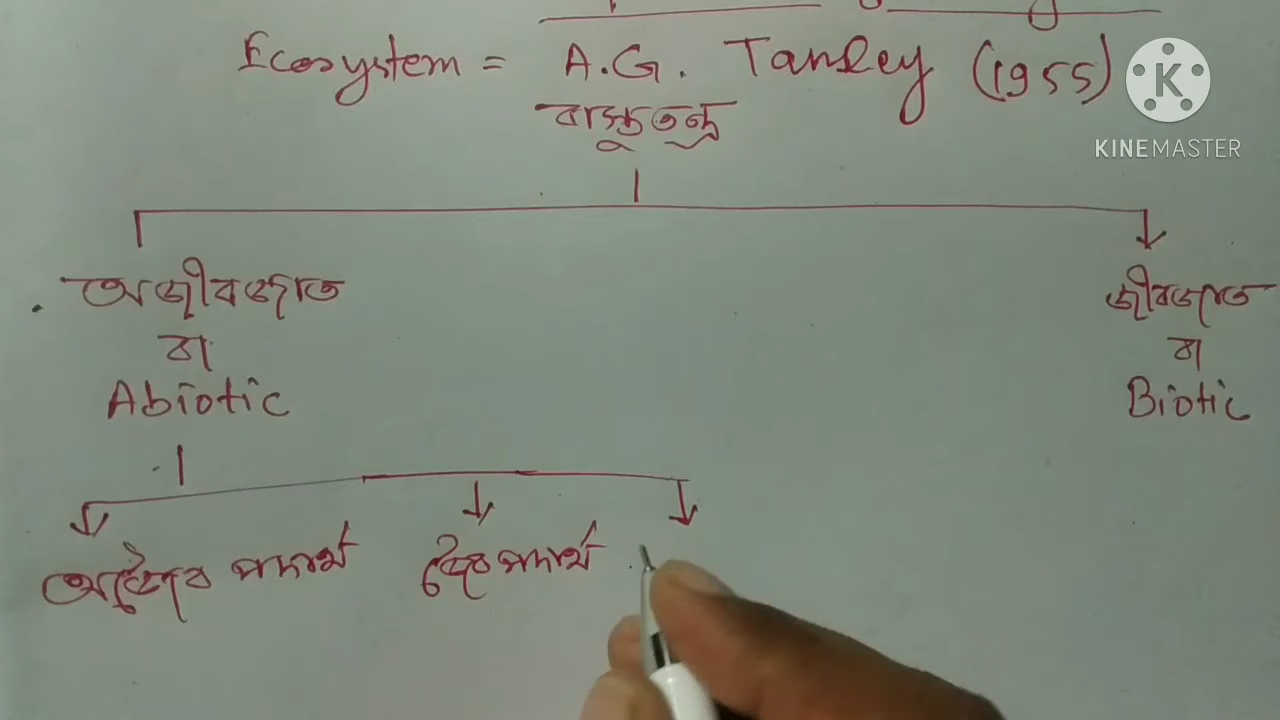 Ecosystem = A.G. Tansley (1955)
বাস্তুতন্ত্র
অজীবজাত
বা
Abiotic
জীবজাত
বা
Biotic
অজৈব পদার্থ
জৈব পদার্থ
K
KINEMASTER